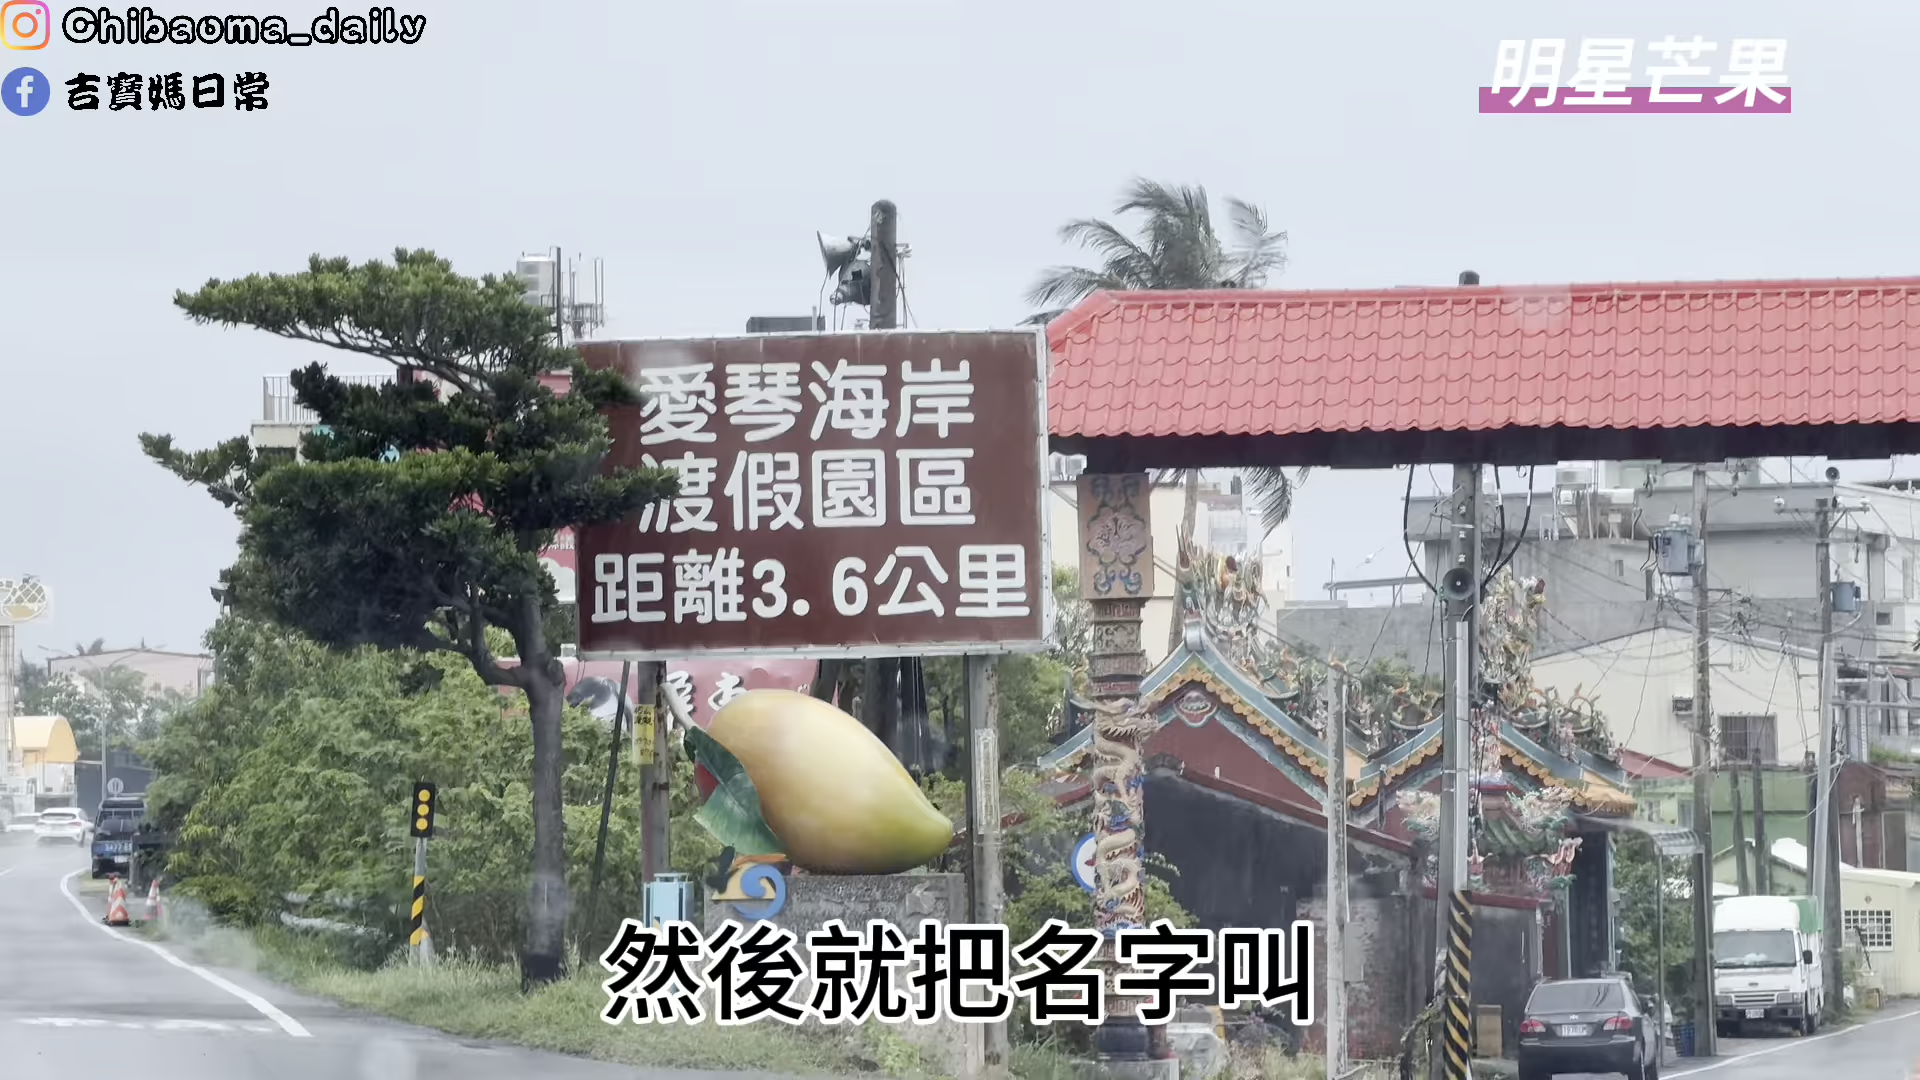 Chibaoma_daily
吉寶媽日常
明星芒果
愛琴海岸
渡假園區
距離3.6公里
然後就把名字叫